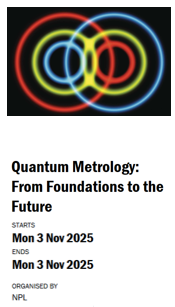 Quantum Metrology:
From Foundations to the
Future
STARTS
Mon 3 Nov 2025
ENDS
Mon 3 Nov 2025
ORGANISED BY
NPL